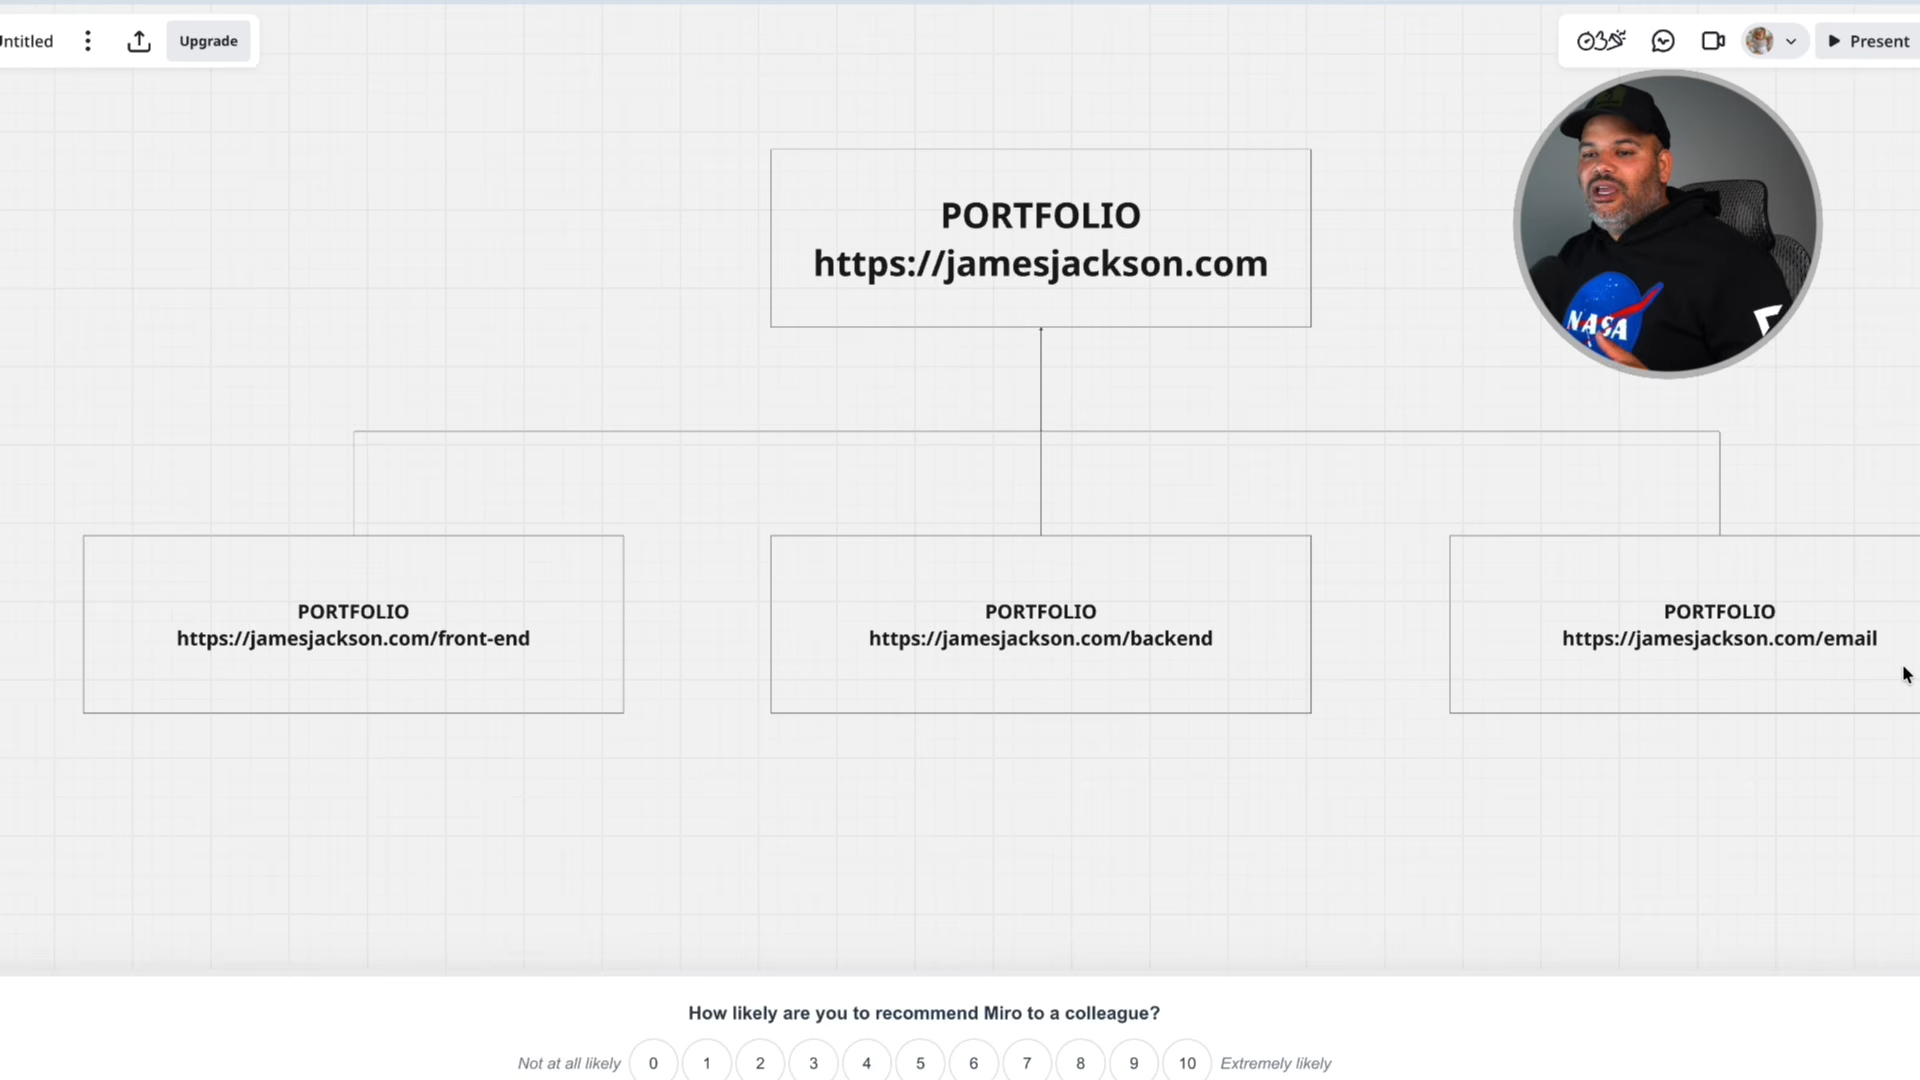 Untitled
Upgrade
Present
PORTFOLIO
https://jamesjackson.com
NASA
PORTFOLIO
https://jamesjackson.com/front-end
PORTFOLIO
https://jamesjackson.com/backend
PORTFOLIO
https://jamesjackson.com/email
How likely are you to recommend Miro to a colleague?
Not at all likely 0 1 2 3 4 5 6 7 8 9 10 Extremely likely